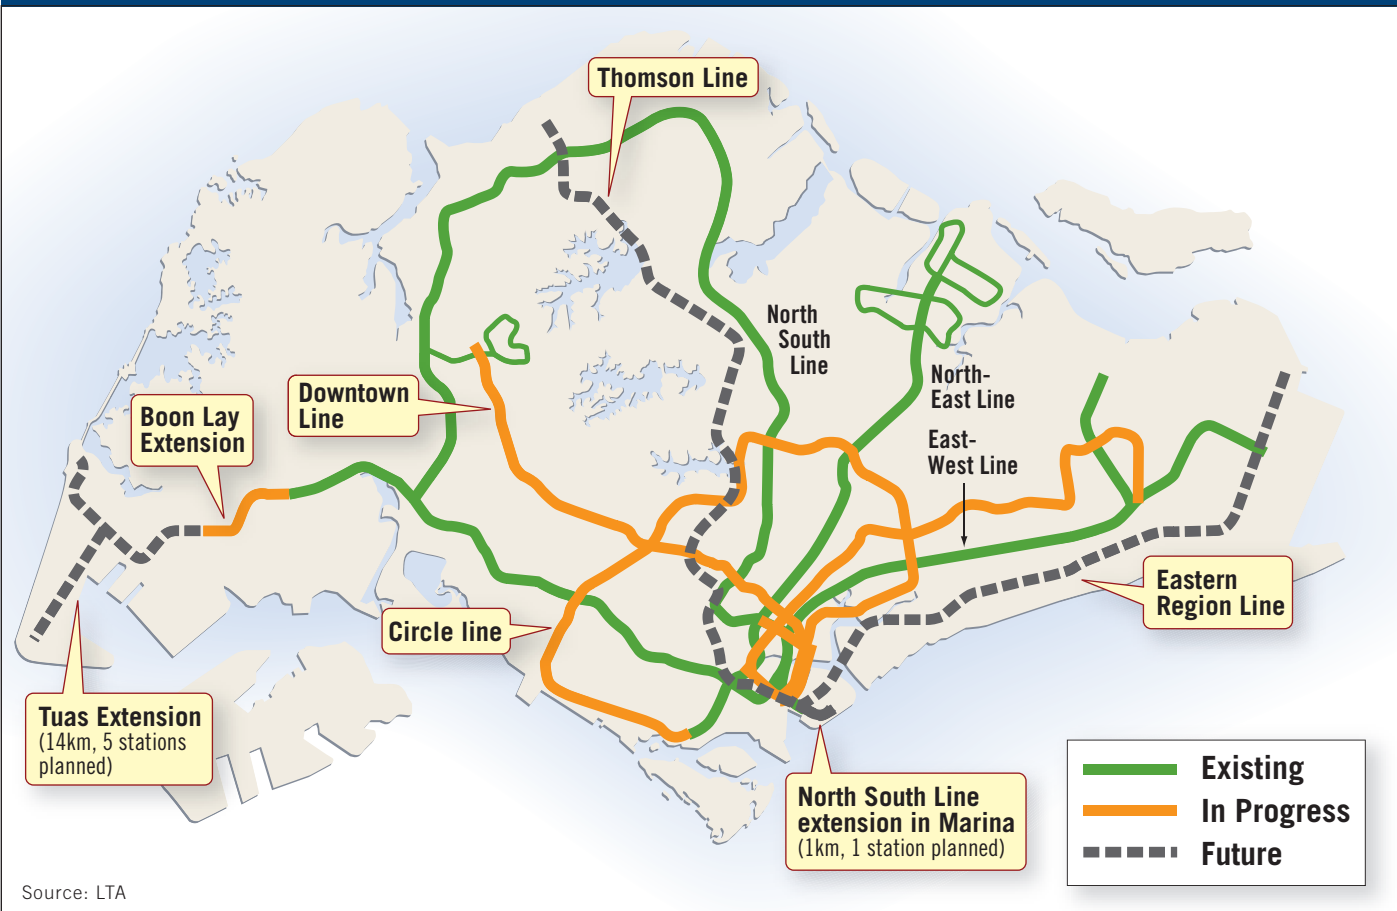 Thomson Line
North
South
Line
Downtown
Line
Boon Lay
Extension
North-
East Line
East-
West Line
Eastern
Region Line
Circle line
Tuas Extension
(14km, 5 stations
planned)
North South Line
extension in Marina
(1km, 1 station planned)
Existing
In Progress
Future
Source: LTA